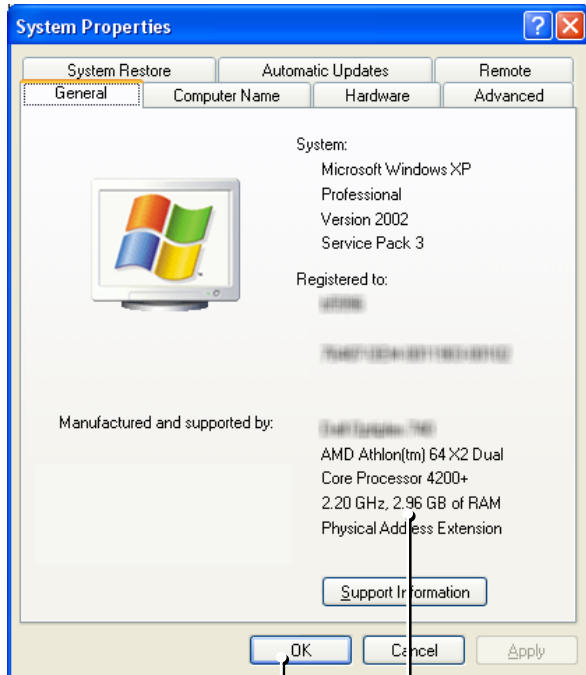 System Properties
System Restore Automatic Updates Remote
General Computer Name Hardware Advanced
System:
Microsoft Windows XP
Professional
Version 2002
Service Pack 3
Registered to:
Manufactured and supported by:
AMD Athlon(tm) 64 X2 Dual
Core Processor 4200+
2.20 GHz, 2.96 GB of RAM
Physical Address Extension
Support Information
OK Cancel Apply